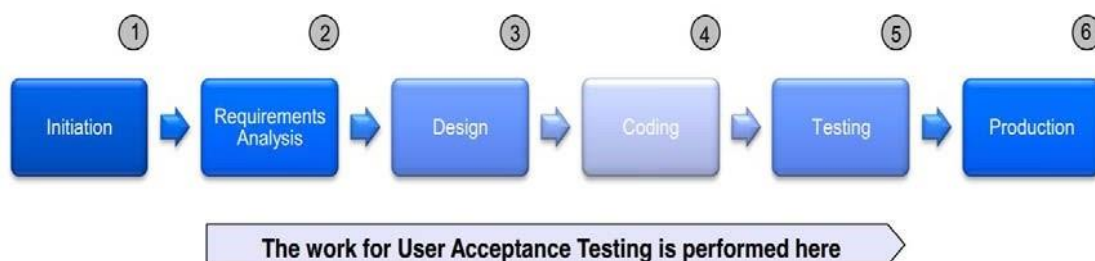 1
2
3
4
5
6
Initiation
Requirements
Analysis
Design
Coding
Testing
Production
The work for User Acceptance Testing is performed here